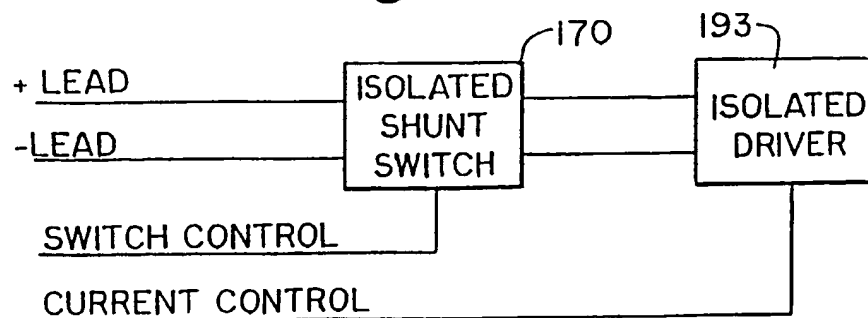 170
193
+ LEAD
-LEAD
ISOLATED
SHUNT
SWITCH
ISOLATED
DRIVER
SWITCH CONTROL
CURRENT CONTROL